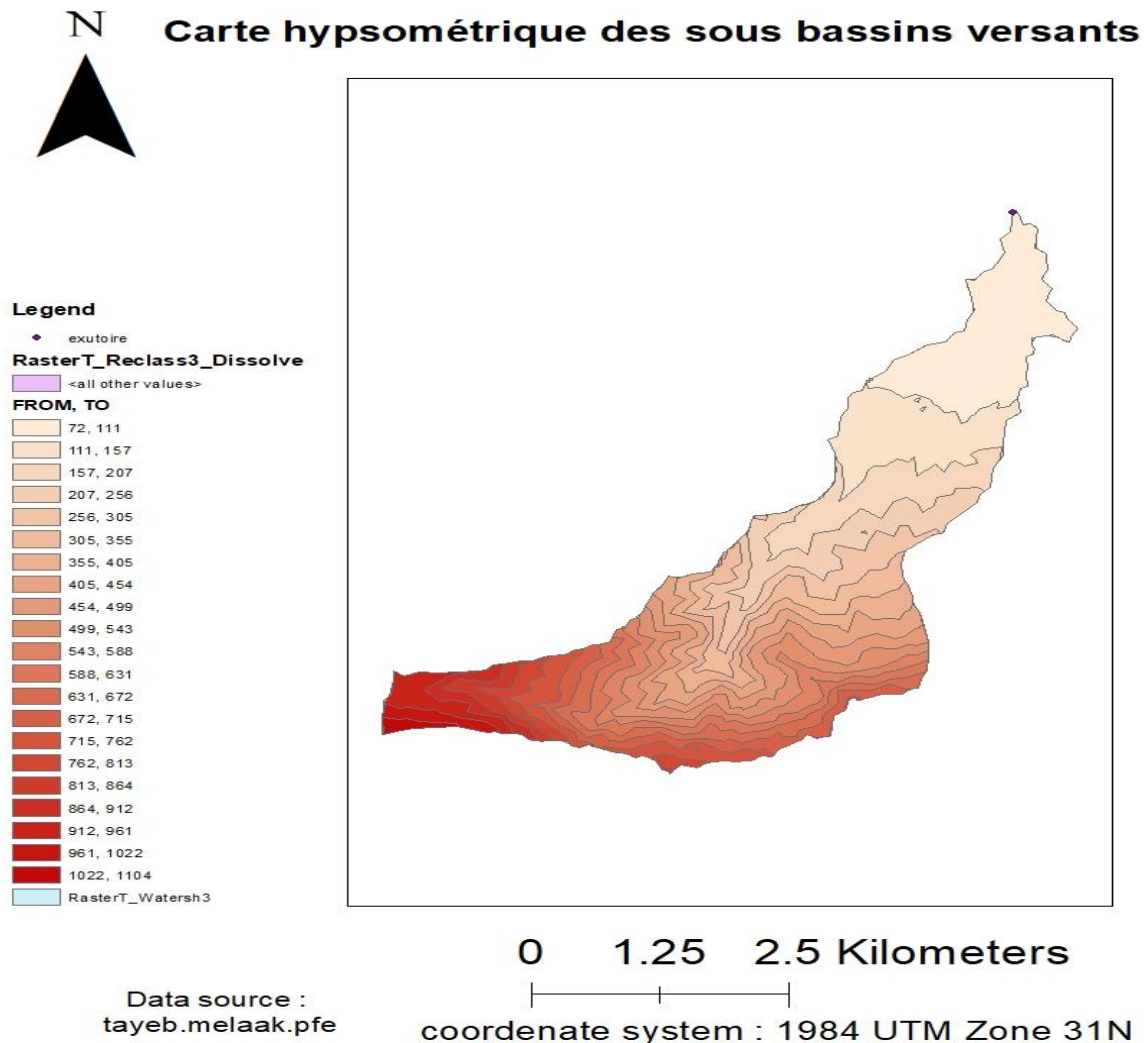 N
Carte hypsométrique des sous bassins versants
Legend
exutoire
RasterT_Reclass3_Dissolve
<all other values>
FROM, TO
72, 111
111, 157
157, 207
207, 256
256, 305
305, 355
355, 405
405, 454
454, 499
499, 543
543, 588
588, 631
631, 672
672, 715
715, 762
762, 813
813, 864
864, 912
912, 961
961, 1022
1022, 1104
RasterT_Watersh3
0 1.25 2.5 Kilometers
Data source :
tayeb.melaak.pfe
coordenate system : 1984 UTM Zone 31N